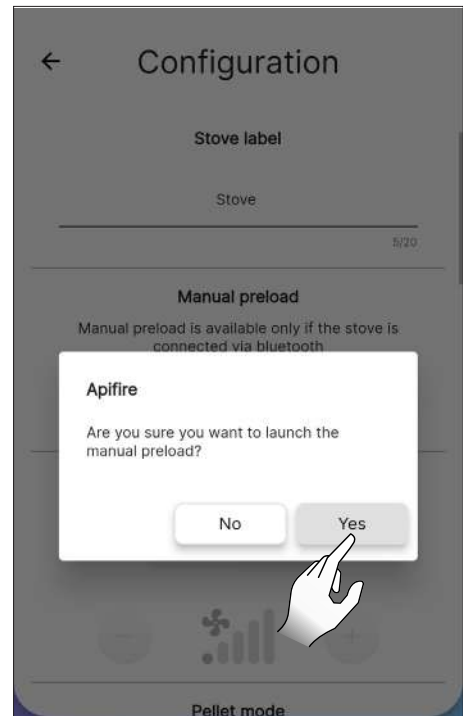 Configuration
Stove label
Stove
5/20
Manual preload
Manual preload is available only if the stove is
connected via bluetooth
Apifire
Are you sure you want to launch the
manual preload?
No Yes
Pellet mode